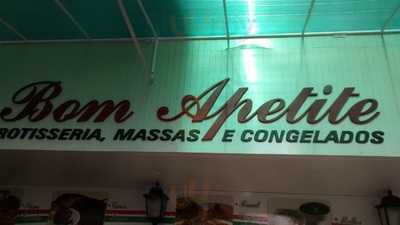 Bom Apetite
ROTISSERIA, MASSAS E CONGELADOS